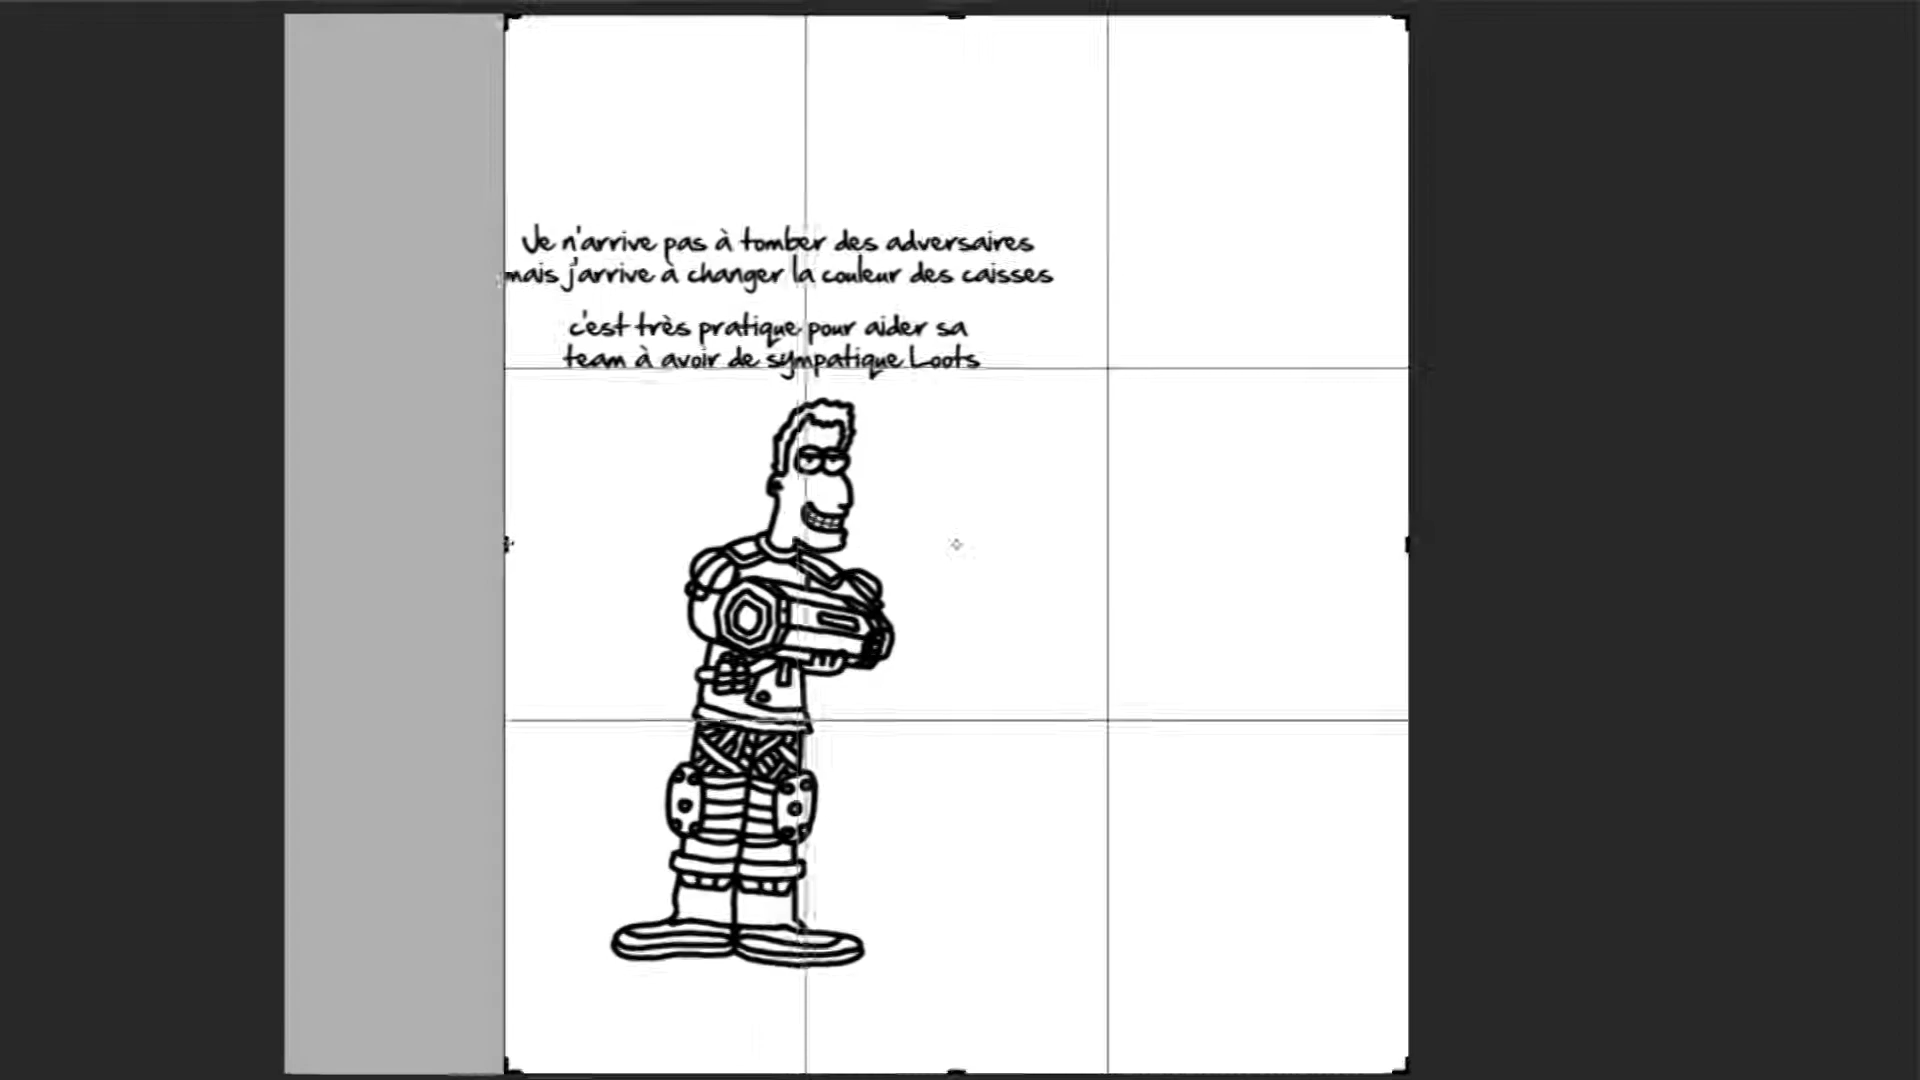 Je n'arrive pas à tomber des adversaires
mais j'arrive à changer la couleur des caisses
c'est très pratique pour aider sa
team à avoir de sympatique Loots